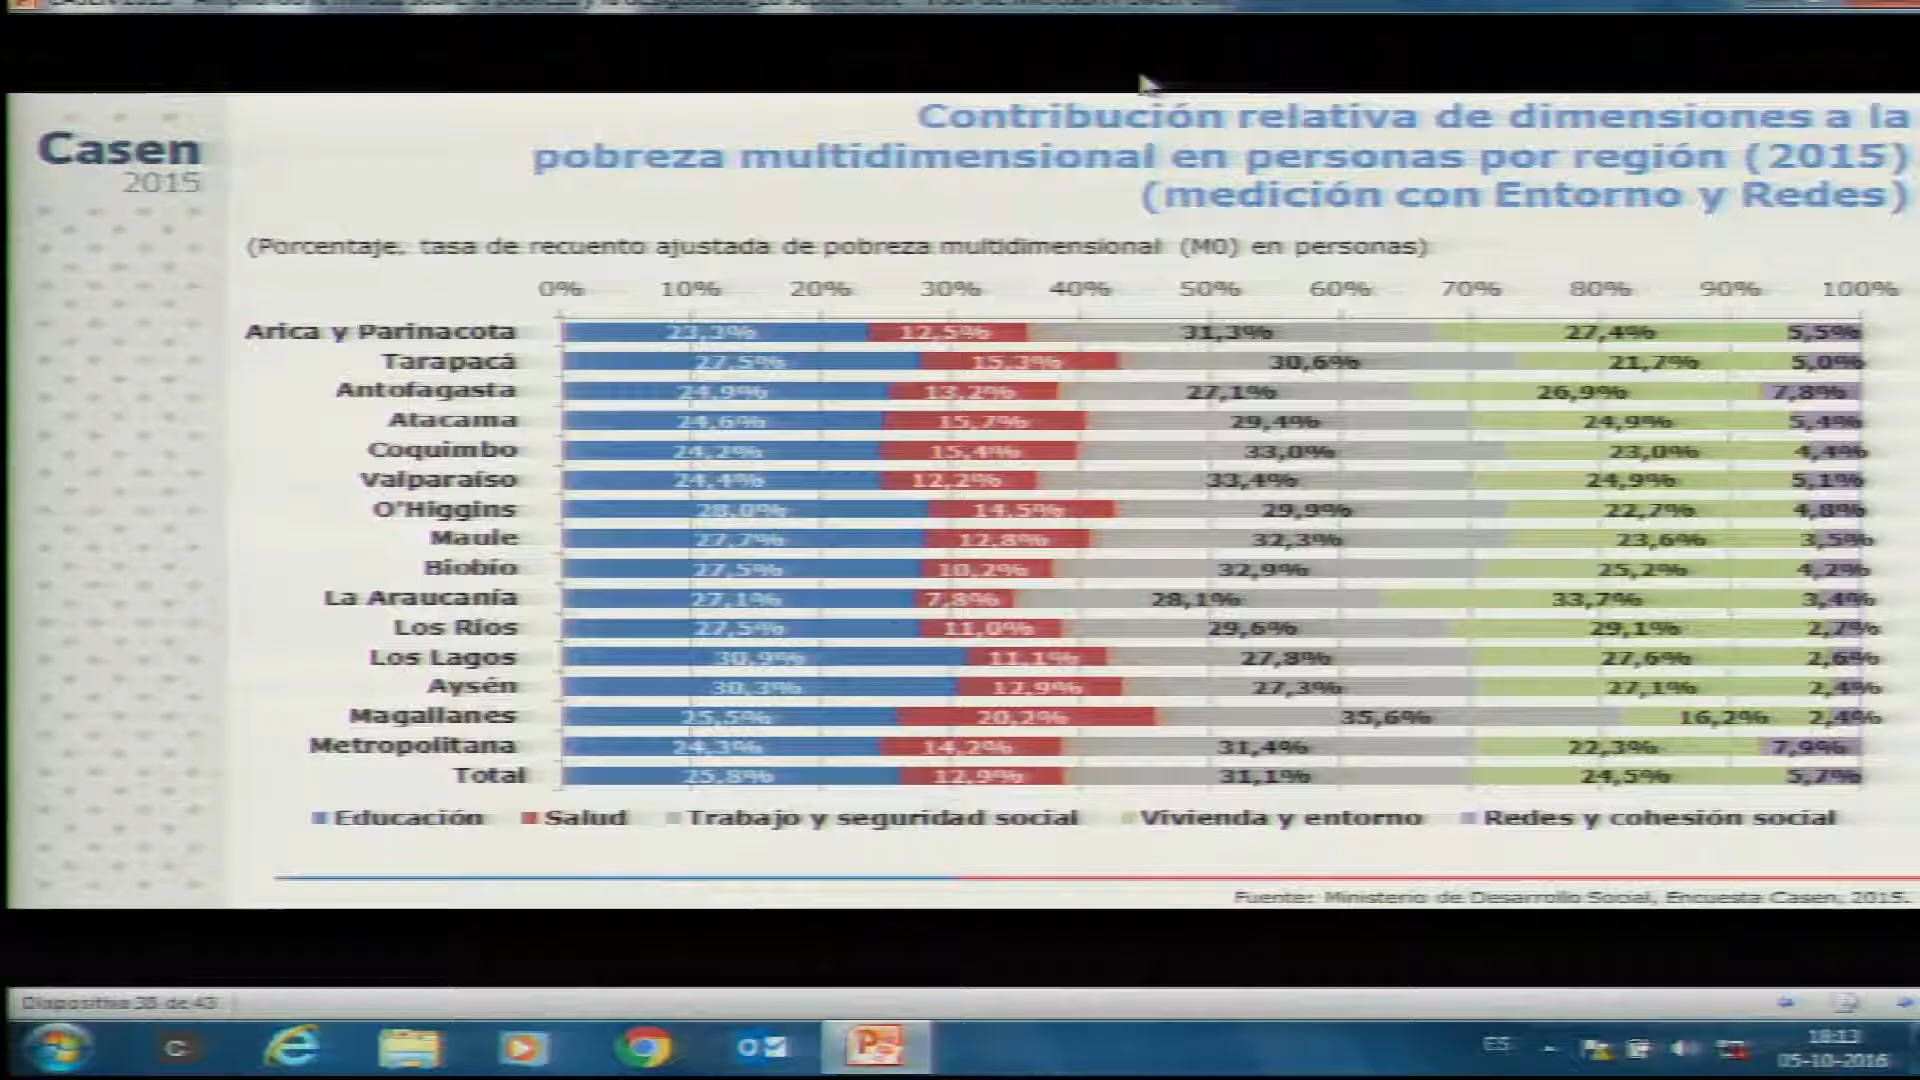 Casen
2015
Contribución relativa de dimensiones a la
pobreza multidimensional en personas por región (2015)
(medición con Entorno y Redes)
(Porcentaje, tasa de recuento ajustada de pobreza multidimensional (M0) en personas)
0% 10% 20% 30% 40% 50% 60% 70% 80% 90% 100%
Arica y Parinacota 23,3% 12,5% 31,3% 27,4% 5,5%
Tarapacá 27,5% 15,3% 30,6% 21,7% 5,0%
Antofagasta 24,9% 13,2% 27,1% 26,9% 7,8%
Atacama 24,6% 15,7% 29,4% 24,9% 5,4%
Coquimbo 24,2% 15,4% 33,0% 23,0% 4,4%
Valparaíso 24,4% 12,2% 33,4% 24,9% 5,1%
O'Higgins 28,0% 14,5% 29,9% 22,7% 4,8%
Maule 27,7% 12,8% 32,3% 23,6% 3,5%
Biobío 27,5% 10,2% 32,9% 25,2% 4,2%
La Araucanía 27,1% 7,8% 28,1% 33,7% 3,4%
Los Ríos 27,5% 11,0% 29,6% 29,1% 2,7%
Los Lagos 30,9% 11,1% 27,8% 27,6% 2,6%
Aysén 30,3% 12,9% 27,3% 27,1% 2,4%
Magallanes 25,5% 20,2% 35,6% 16,2% 2,4%
Metropolitana 24,3% 14,2% 31,4% 22,3% 7,9%
Total 25,8% 12,9% 31,1% 24,5% 5,7%
Educación Salud Trabajo y seguridad social Vivienda y entorno Redes y cohesión social
Fuente: Ministerio de Desarrollo Social, Encuesta Casen, 2015.
Diapositiva 35 de 43
ES
18:13
05-10-2016